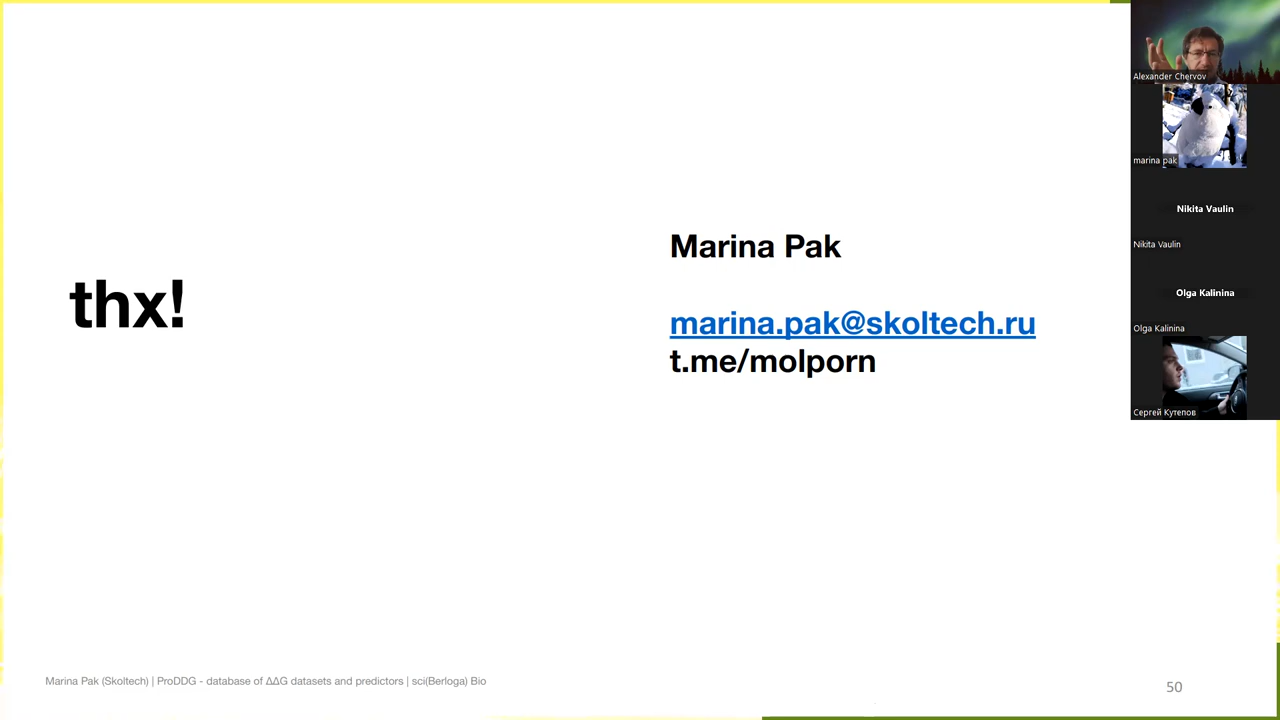 thx!
Marina Pak
marina.pak@skoltech.ru
t.me/molporn
Marina Pak (Skoltech) | ProDDG - database of ΔΔG datasets and predictors | sci(Berloga) Bio
50
Alexander Chervov
marina pak
Nikita Vaulin
Nikita Vaulin
Olga Kalinina
Olga Kalinina
Сергей Кутепов